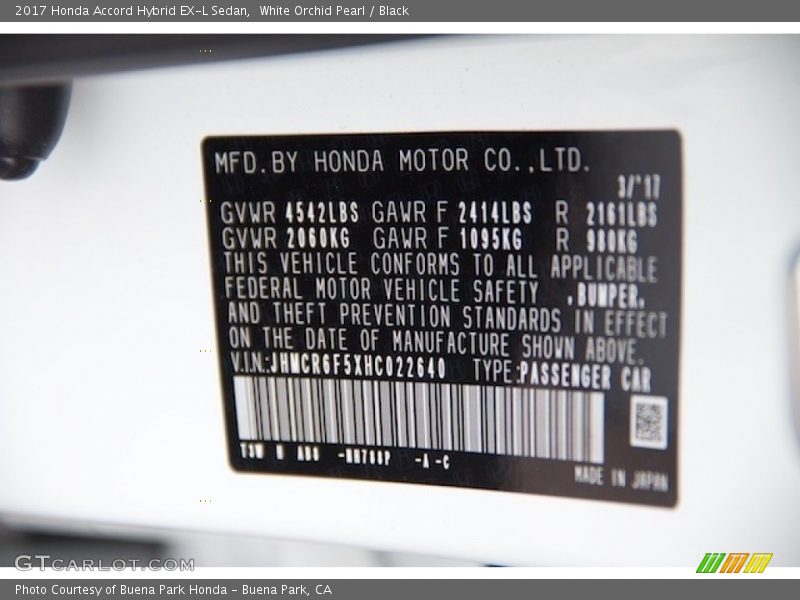 2017 Honda Accord Hybrid EX-L Sedan, White Orchid Pearl / Black
MFD. BY HONDA MOTOR CO., LTD.
3/'17
GVWR 4542LBS GAWR F 2414LBS R 2161LBS
GVWR 2060KG GAWR F 1095KG R 980KG
THIS VEHICLE CONFORMS TO ALL APPLICABLE
FEDERAL MOTOR VEHICLE SAFETY ,BUMPER,
AND THEFT PREVENTION STANDARDS IN EFFECT
ON THE DATE OF MANUFACTURE SHOWN ABOVE.
V.I.N.:JHMCR6F5XHC022640 TYPE:PASSENGER CAR
-NH788P -A -C
MADE IN JAPAN
GTCARLOT.COM
Photo Courtesy of Buena Park Honda - Buena Park, CA